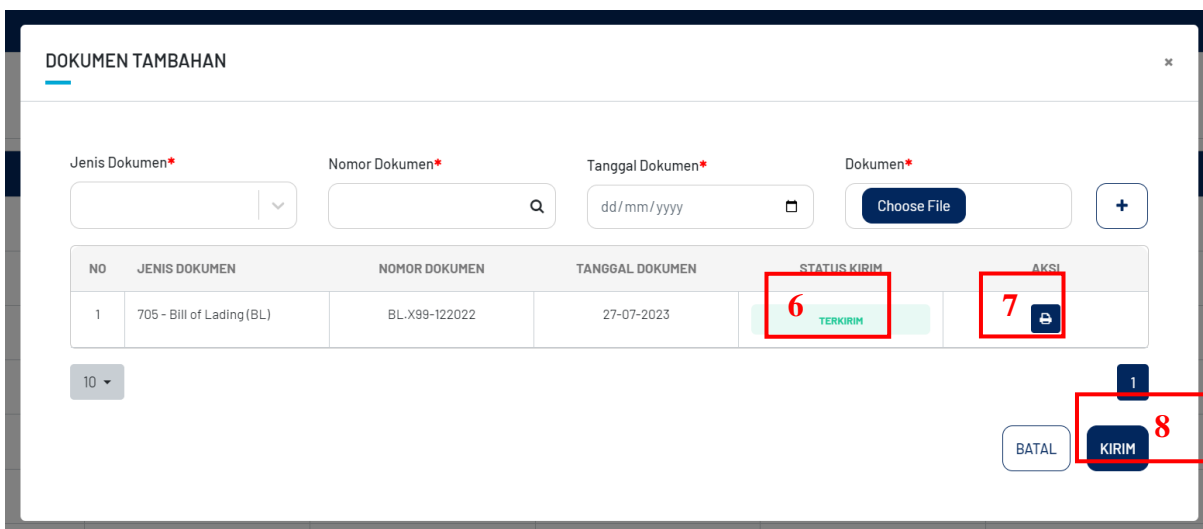 DOKUMEN TAMBAHAN ×
Jenis Dokumen* Nomor Dokumen* Tanggal Dokumen* Dokumen*
dd/mm/yyyy Choose File +
NO JENIS DOKUMEN NOMOR DOKUMEN TANGGAL DOKUMEN STATUS KIRIM AKSI
1 705 - Bill of Lading (BL) BL.X99-122022 27-07-2023 6 TERKIRIM 7
10 1
8
BATAL KIRIM